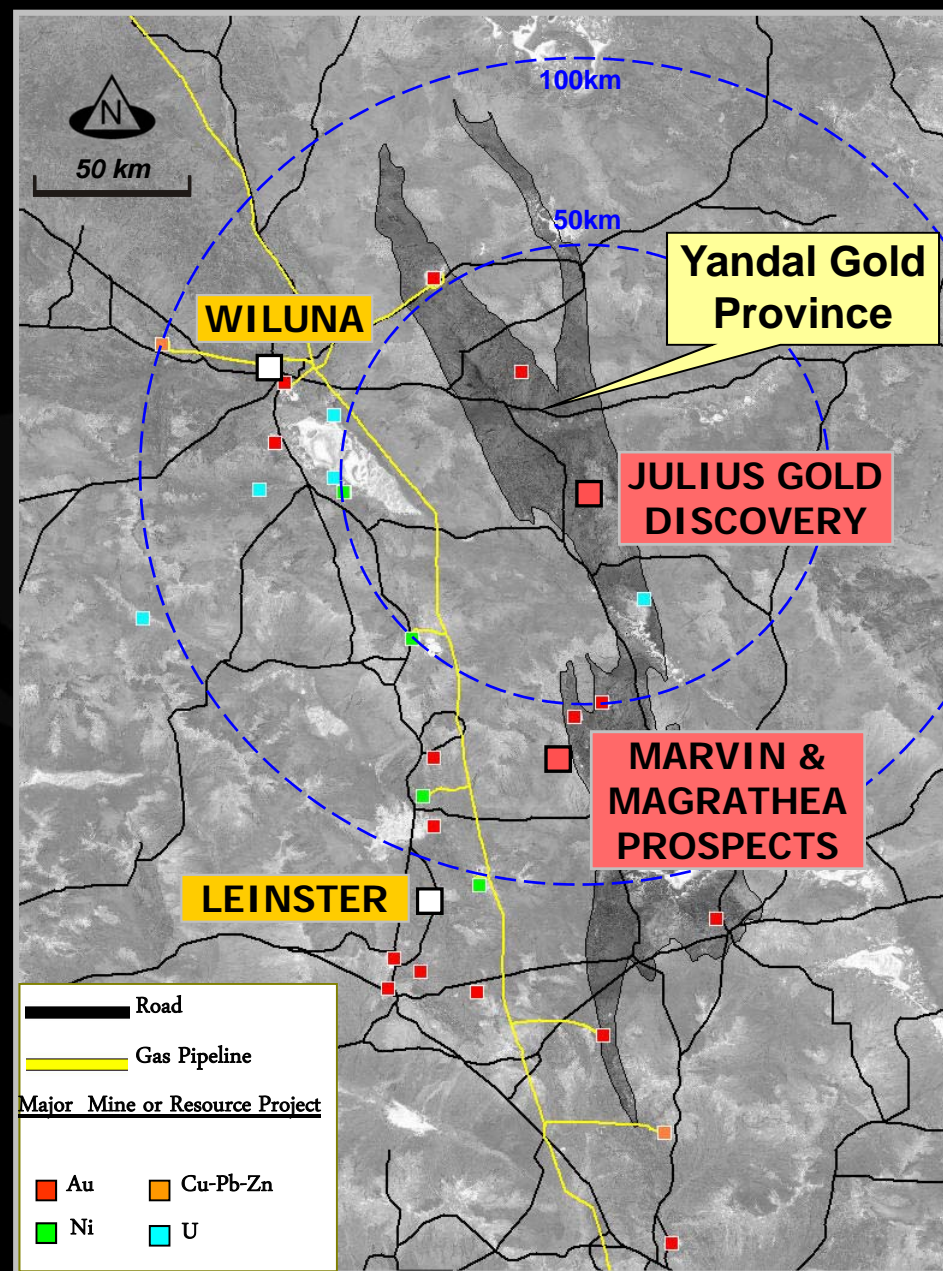 100km
N
50 km
50km
Yandal Gold
Province
WILUNA
JULIUS GOLD
DISCOVERY
MARVIN &
MAGRATHEA
PROSPECTS
LEINSTER
Road
Gas Pipeline
Major Mine or Resource Project
Au Cu-Pb-Zn
Ni U